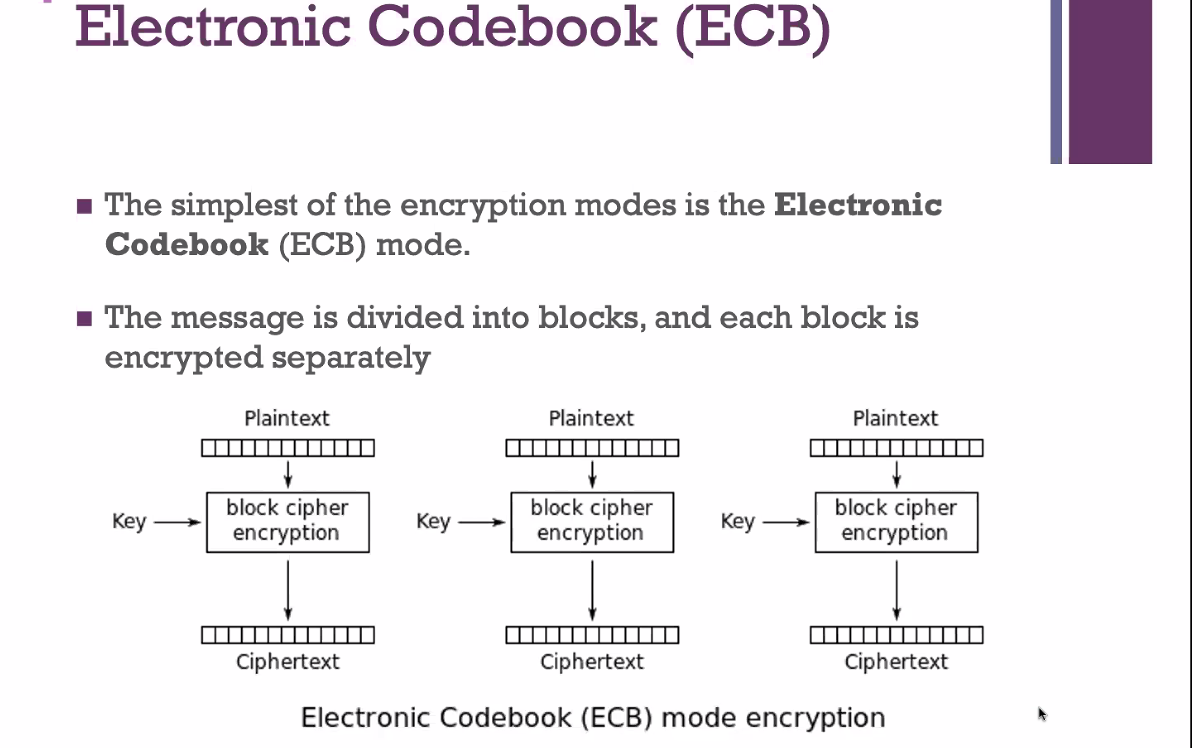 Electronic Codebook (ECB)
The simplest of the encryption modes is the Electronic
Codebook (ECB) mode.
The message is divided into blocks, and each block is
encrypted separately
Plaintext Plaintext Plaintext
block cipher block cipher block cipher
Key Key Key
encryption encryption encryption
Ciphertext Ciphertext Ciphertext
Electronic Codebook (ECB) mode encryption